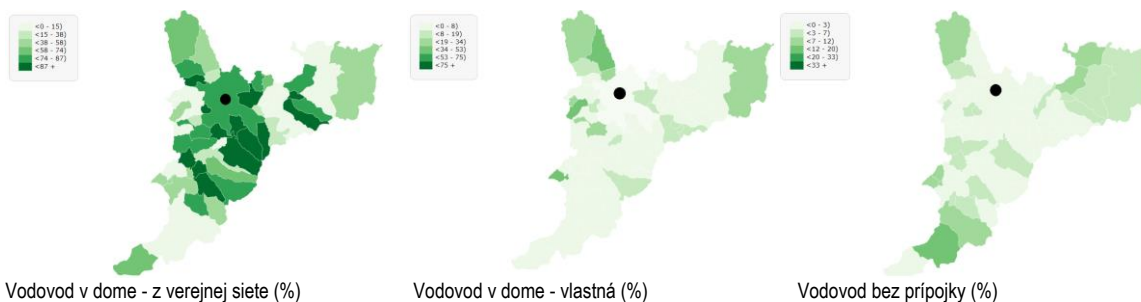 <0 - 15)
<15 - 38)
<38 - 58)
<58 - 74)
<74 - 87)
<87 +
<0 - 8)
<8 - 19)
<19 - 34)
<34 - 53)
<53 - 75)
<75 +
<0 - 3)
<3 - 7)
<7 - 12)
<12 - 20)
<20 - 33)
<33 +
Vodovod v dome - z verejnej siete (%)
Vodovod v dome - vlastná (%)
Vodovod bez prípojky (%)